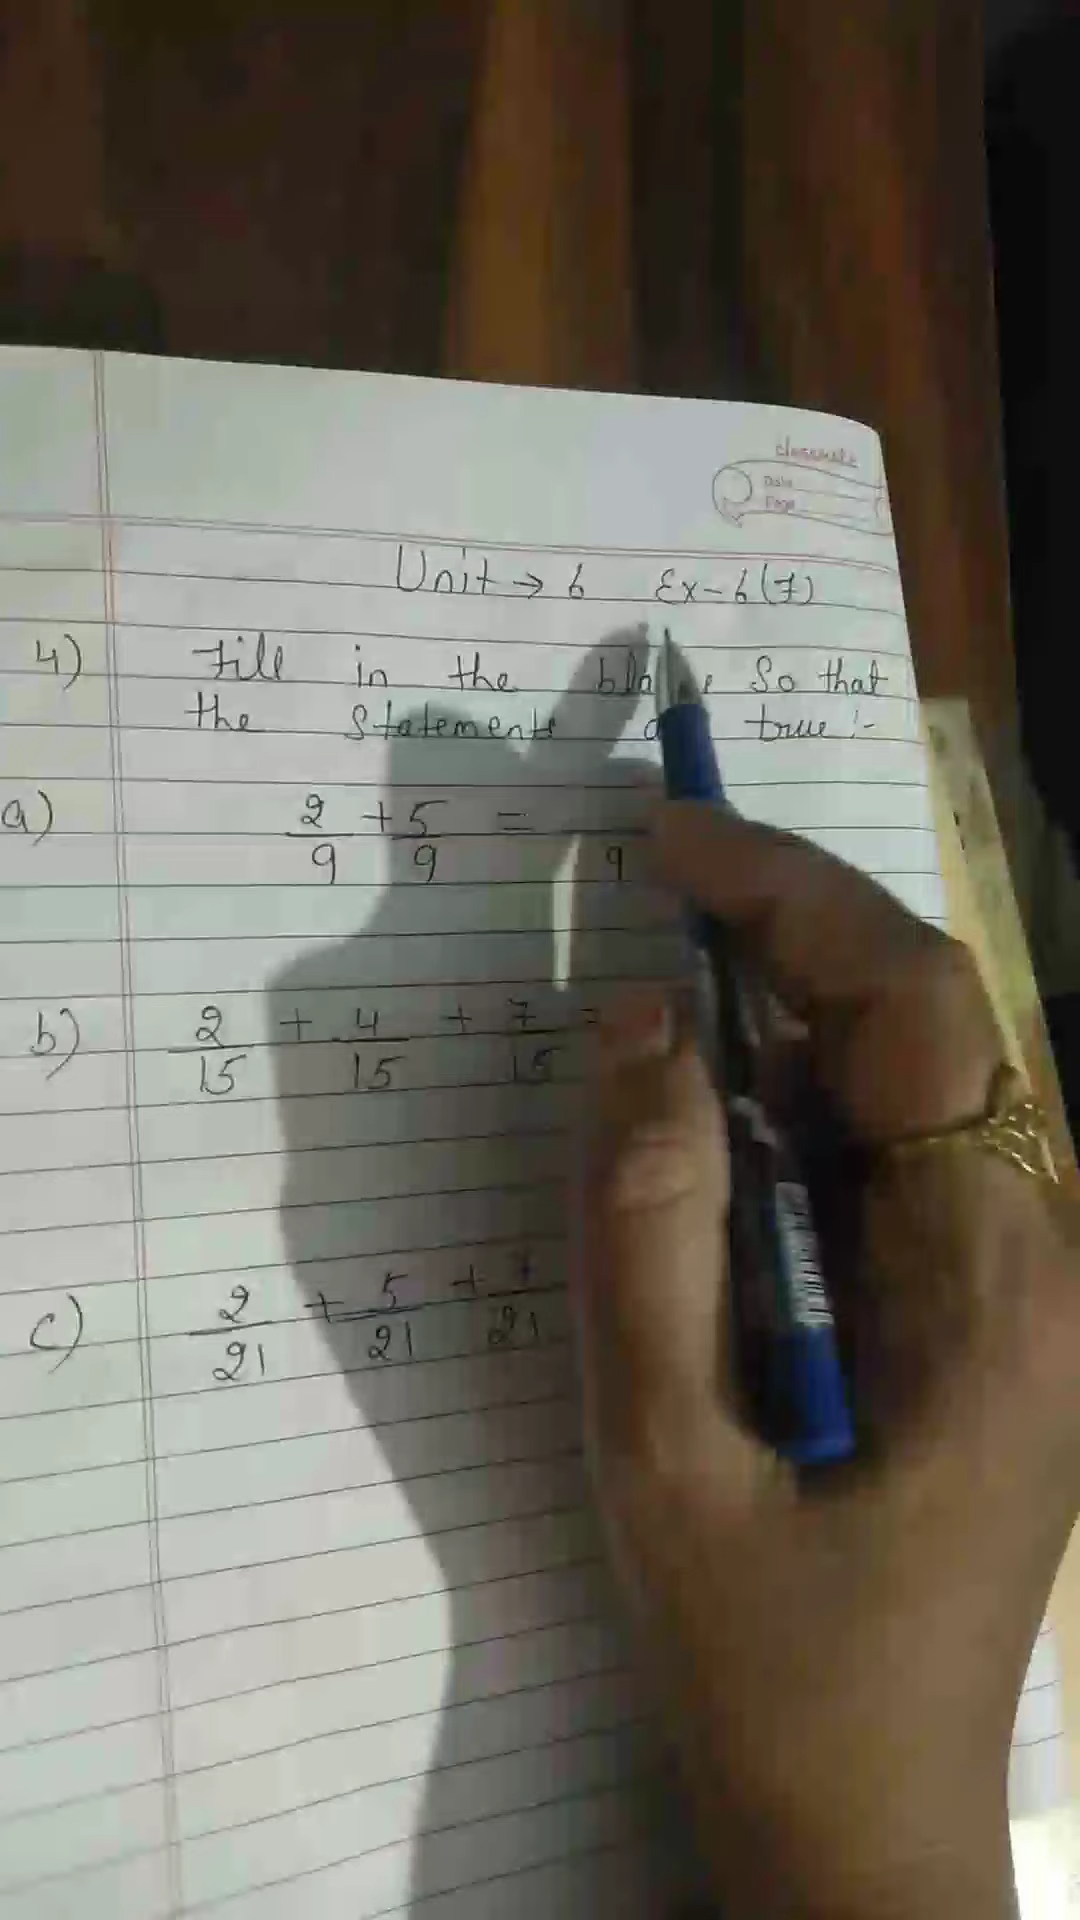 classmate
Date
Page
Unit → 6 Ex-6(7)
4) Fill in the So that
the Statements true :-
a) 2/9 + 5/9 = /9
b) 2/15 + 4/15 + 7/15 =
c) 2/21 + 5/21 + 7/21